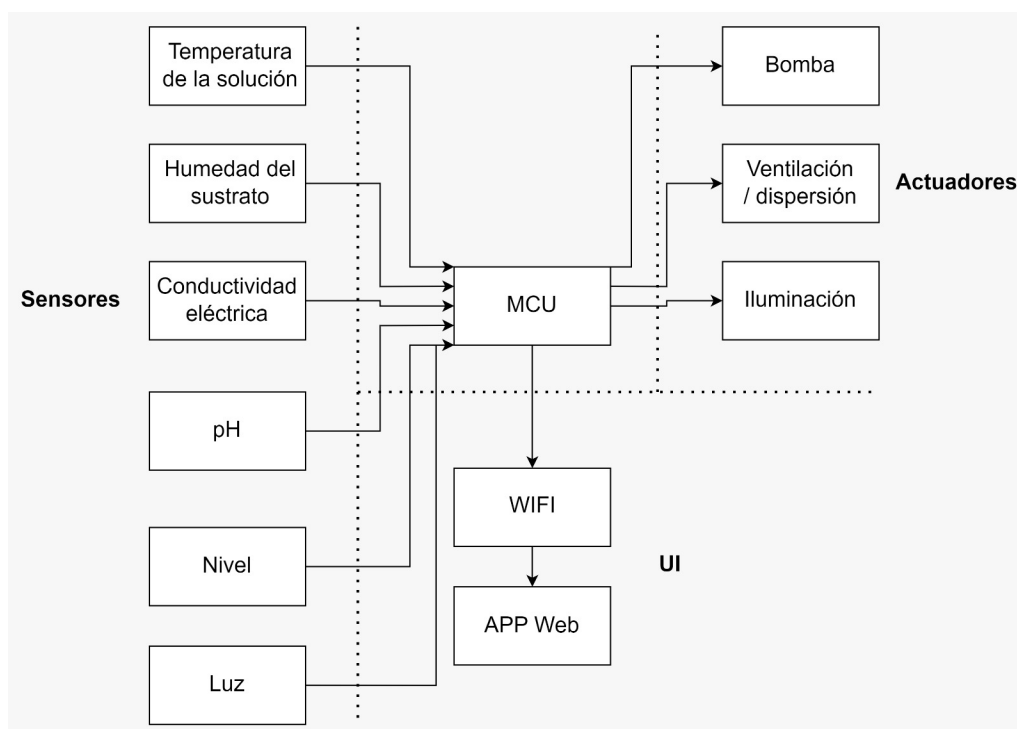 Temperatura
de la solución
Humedad del
sustrato
Sensores
Conductividad
eléctrica
pH
Nivel
Luz
MCU
WIFI
APP Web
UI
Bomba
Ventilación
/ dispersión
Actuadores
Iluminación